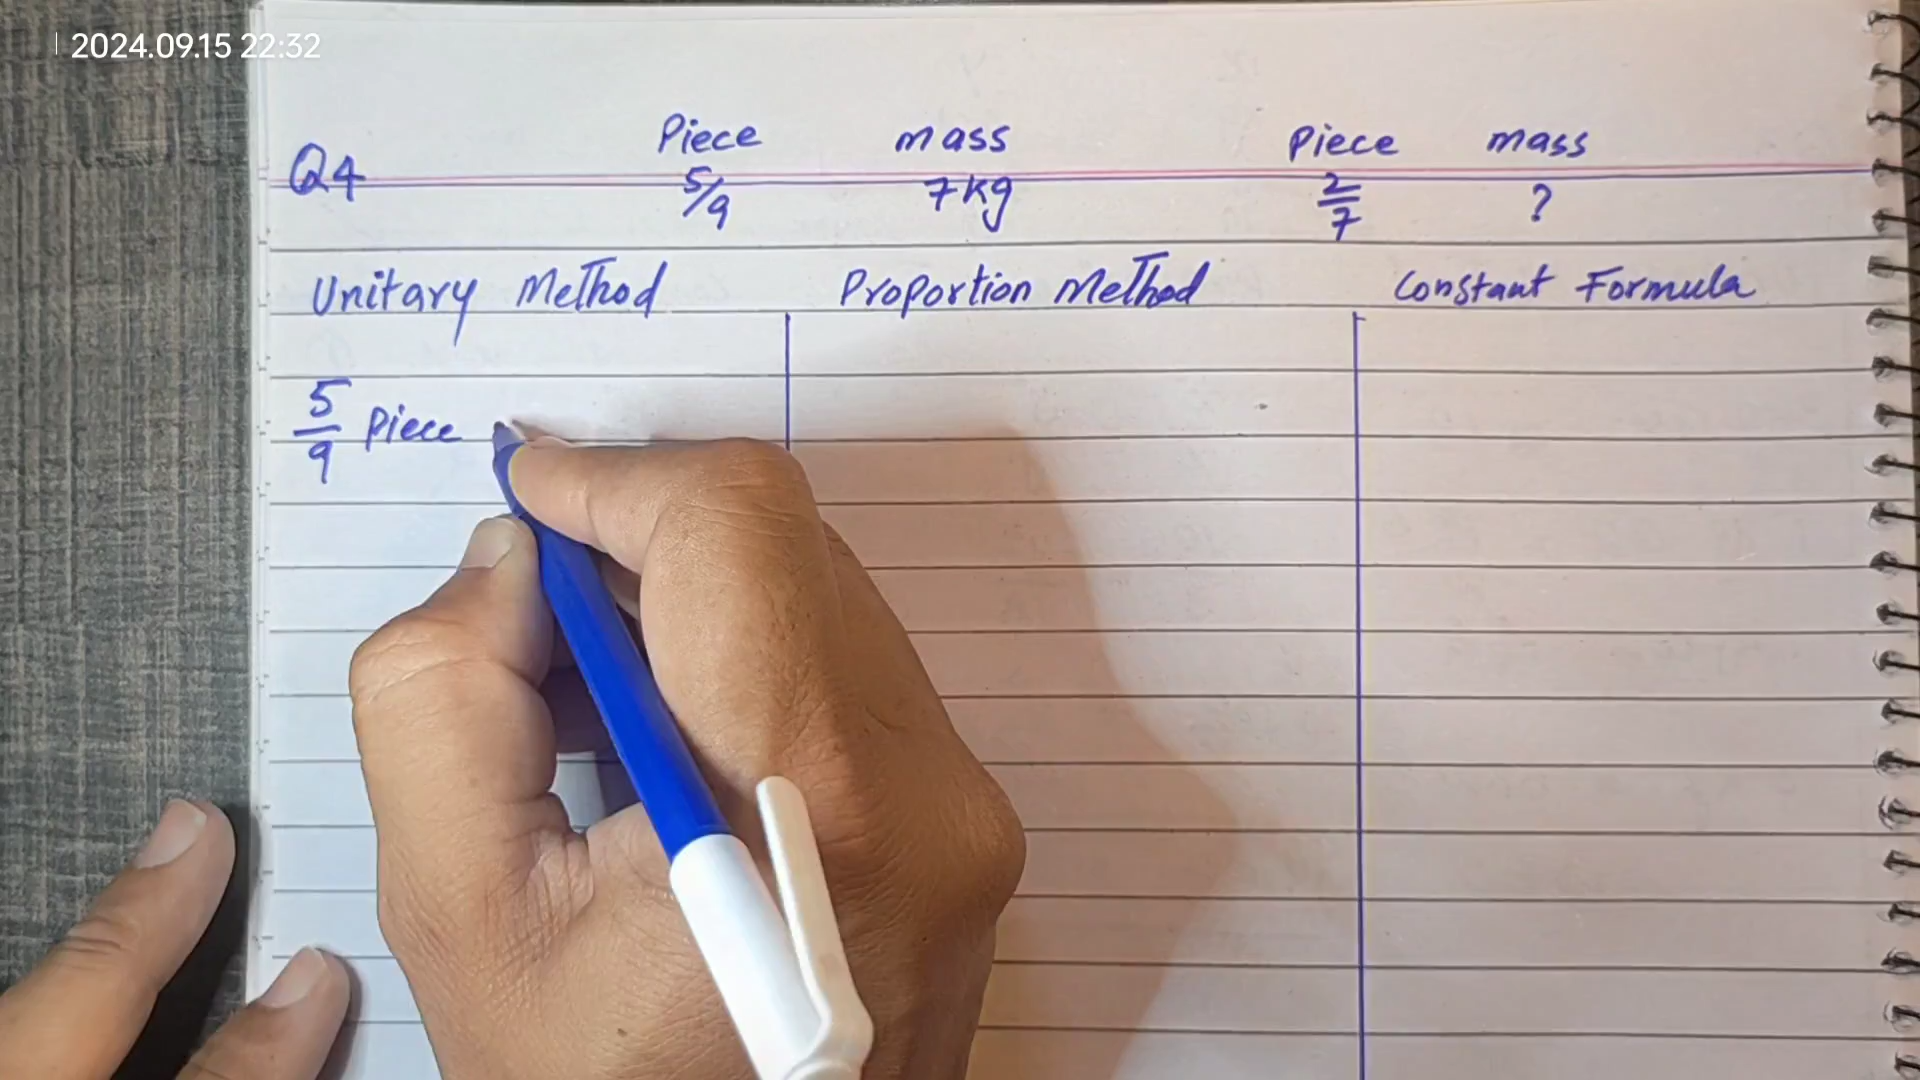 2024.09.15 22:32
Piece mass Piece mass
Q4 5/9 7kg 2/7 ?
Unitary Method Proportion Method Constant Formula
5/9 Piece